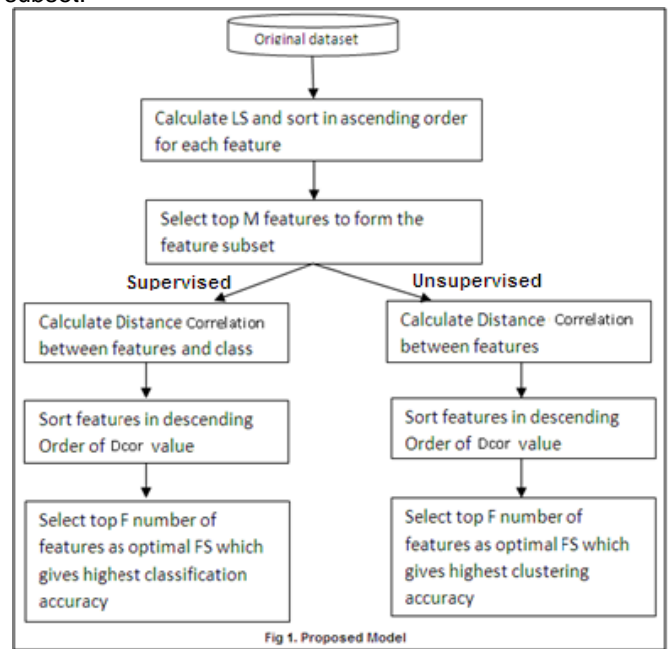 subset.
Original dataset
Calculate LS and sort in ascending order
for each feature
Select top M features to form the
feature subset
Supervised
Unsupervised
Calculate Distance Correlation
between features and class
Calculate Distance Correlation
between features
Sort features in descending
Order of Dcor value
Sort features in descending
Order of Dcor value
Select top F number of
features as optimal FS which
gives highest classification
accuracy
Select top F number of
features as optimal FS which
gives highest clustering
accuracy
Fig 1. Proposed Model